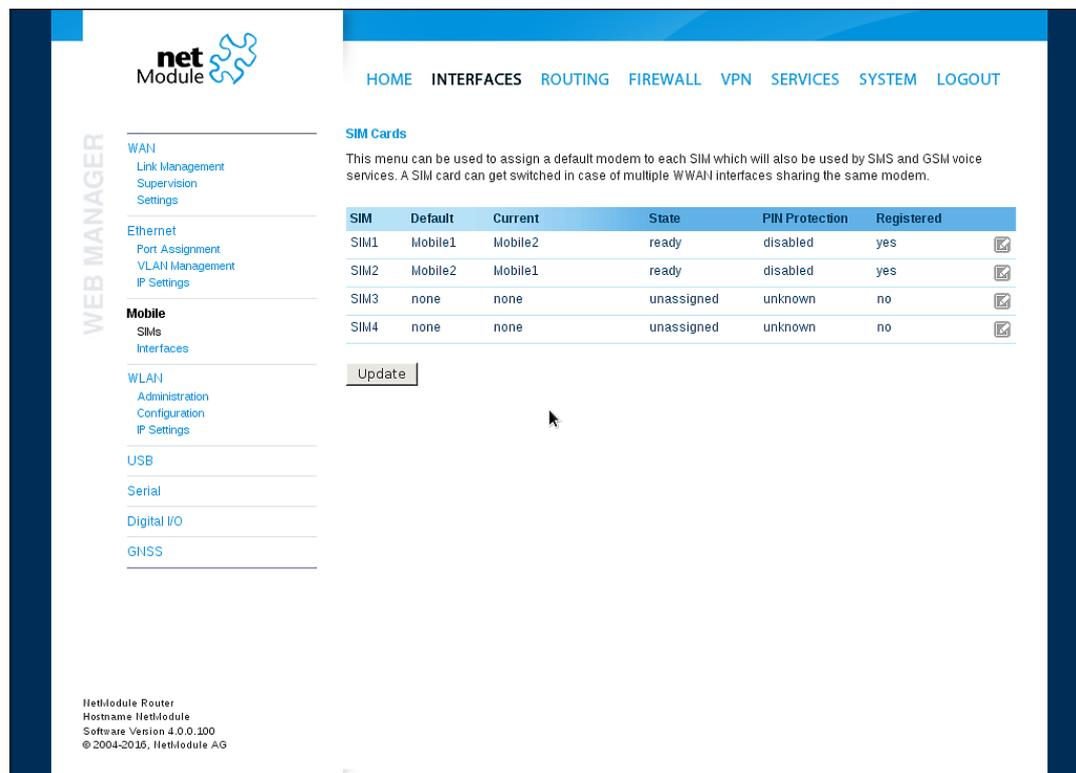 net
Module
HOME INTERFACES ROUTING FIREWALL VPN SERVICES SYSTEM LOGOUT
WEB MANAGER
WAN
Link Management
Supervision
Settings
Ethernet
Port Assignment
VLAN Management
IP Settings
Mobile
SIMs
Interfaces
WLAN
Administration
Configuration
IP Settings
USB
Serial
Digital I/O
GNSS
SIM Cards
This menu can be used to assign a default modem to each SIM which will also be used by SMS and GSM voice
services. A SIM card can get switched in case of multiple WWAN interfaces sharing the same modem.
SIM Default Current State PIN Protection Registered
SIM1 Mobile1 Mobile2 ready disabled yes
SIM2 Mobile2 Mobile1 ready disabled yes
SIM3 none none unassigned unknown no
SIM4 none none unassigned unknown no
Update
NetModule Router
Hostname NetModule
Software Version 4.0.0.100
© 2004-2016, NetModule AG